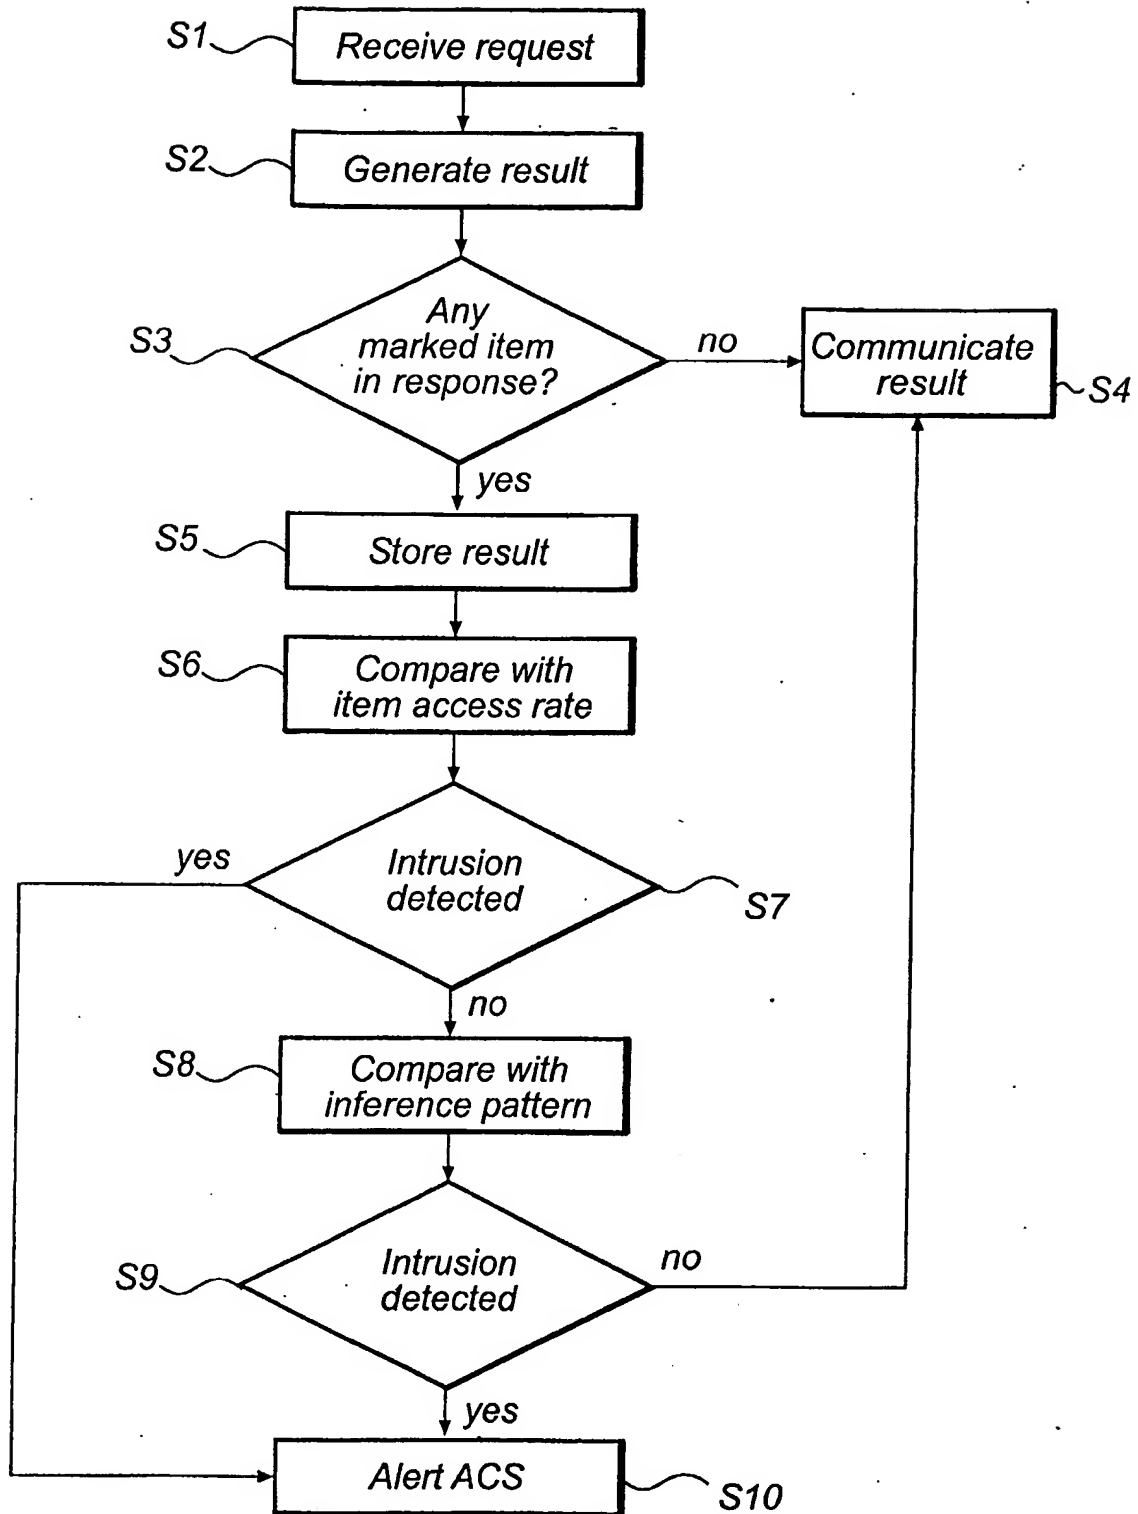 S1
Receive request
S2
Generate result
S3
Any
marked item
in response?
no
Communicate
result
S4
yes
S5
Store result
S6
Compare with
item access rate
yes
Intrusion
detected
S7
no
S8
Compare with
inference pattern
S9
Intrusion
detected
no
yes
Alert ACS
S10